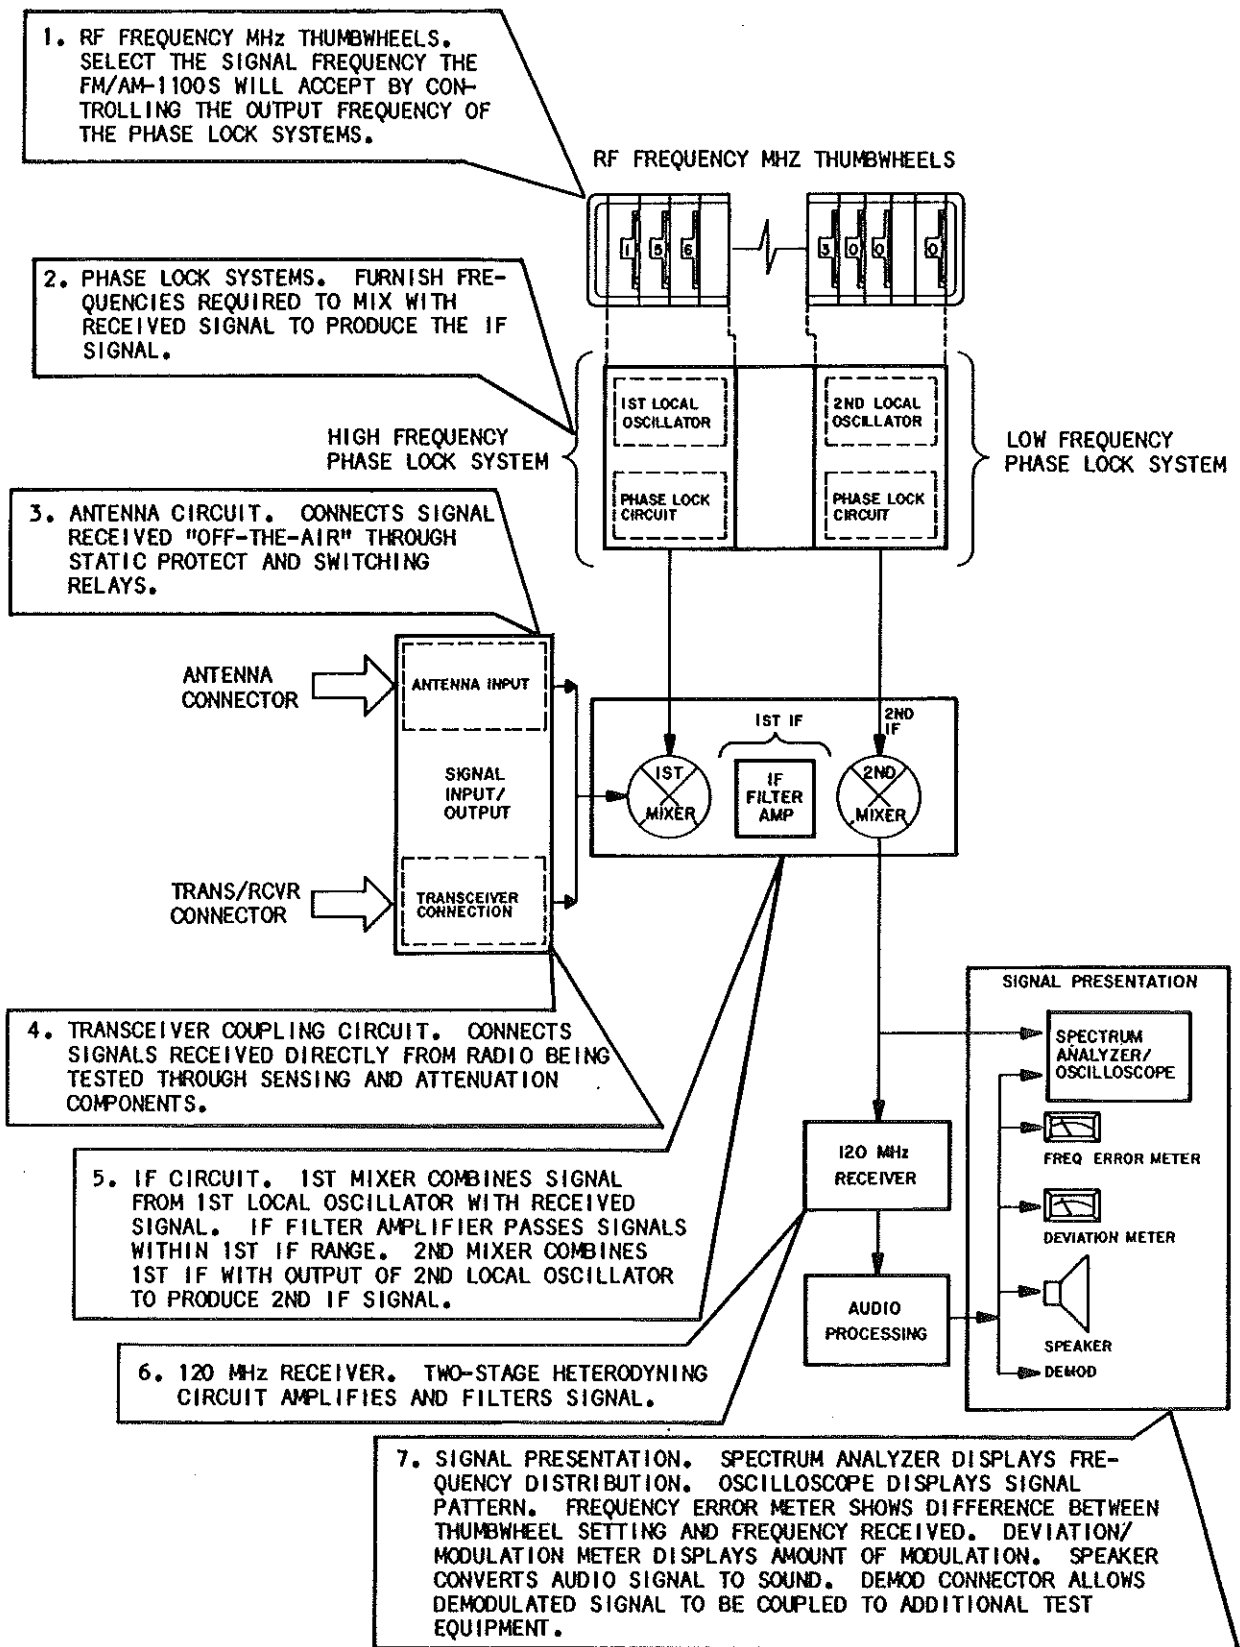 1. RF FREQUENCY MHz THUMBWHEELS.
SELECT THE SIGNAL FREQUENCY THE
FM/AM-1100S WILL ACCEPT BY CON-
TROLLING THE OUTPUT FREQUENCY OF
THE PHASE LOCK SYSTEMS.
RF FREQUENCY MHZ THUMBWHEELS
1 5 6 3 0 0 0
2. PHASE LOCK SYSTEMS. FURNISH FRE-
QUENCIES REQUIRED TO MIX WITH
RECEIVED SIGNAL TO PRODUCE THE IF
SIGNAL.
HIGH FREQUENCY
PHASE LOCK SYSTEM
1ST LOCAL
OSCILLATOR
PHASE LOCK
CIRCUIT
2ND LOCAL
OSCILLATOR
PHASE LOCK
CIRCUIT
LOW FREQUENCY
PHASE LOCK SYSTEM
3. ANTENNA CIRCUIT. CONNECTS SIGNAL
RECEIVED "OFF-THE-AIR" THROUGH
STATIC PROTECT AND SWITCHING
RELAYS.
ANTENNA
CONNECTOR
ANTENNA INPUT
SIGNAL
INPUT/
OUTPUT
TRANS/RCVR
CONNECTOR
TRANSCEIVER
CONNECTION
1ST
MIXER
1ST IF
IF
FILTER
AMP
2ND
IF
2ND
MIXER
4. TRANSCEIVER COUPLING CIRCUIT. CONNECTS
SIGNALS RECEIVED DIRECTLY FROM RADIO BEING
TESTED THROUGH SENSING AND ATTENUATION
COMPONENTS.
5. IF CIRCUIT. 1ST MIXER COMBINES SIGNAL
FROM 1ST LOCAL OSCILLATOR WITH RECEIVED
SIGNAL. IF FILTER AMPLIFIER PASSES SIGNALS
WITHIN 1ST IF RANGE. 2ND MIXER COMBINES
1ST IF WITH OUTPUT OF 2ND LOCAL OSCILLATOR
TO PRODUCE 2ND IF SIGNAL.
120 MHz
RECEIVER
AUDIO
PROCESSING
SIGNAL PRESENTATION
SPECTRUM
ANALYZER/
OSCILLOSCOPE
FREQ ERROR METER
DEVIATION METER
SPEAKER
DEMOD
6. 120 MHz RECEIVER. TWO-STAGE HETERODYNING
CIRCUIT AMPLIFIES AND FILTERS SIGNAL.
7. SIGNAL PRESENTATION. SPECTRUM ANALYZER DISPLAYS FRE-
QUENCY DISTRIBUTION. OSCILLOSCOPE DISPLAYS SIGNAL
PATTERN. FREQUENCY ERROR METER SHOWS DIFFERENCE BETWEEN
THUMBWHEEL SETTING AND FREQUENCY RECEIVED. DEVIATION/
MODULATION METER DISPLAYS AMOUNT OF MODULATION. SPEAKER
CONVERTS AUDIO SIGNAL TO SOUND. DEMOD CONNECTOR ALLOWS
DEMODULATED SIGNAL TO BE COUPLED TO ADDITIONAL TEST
EQUIPMENT.